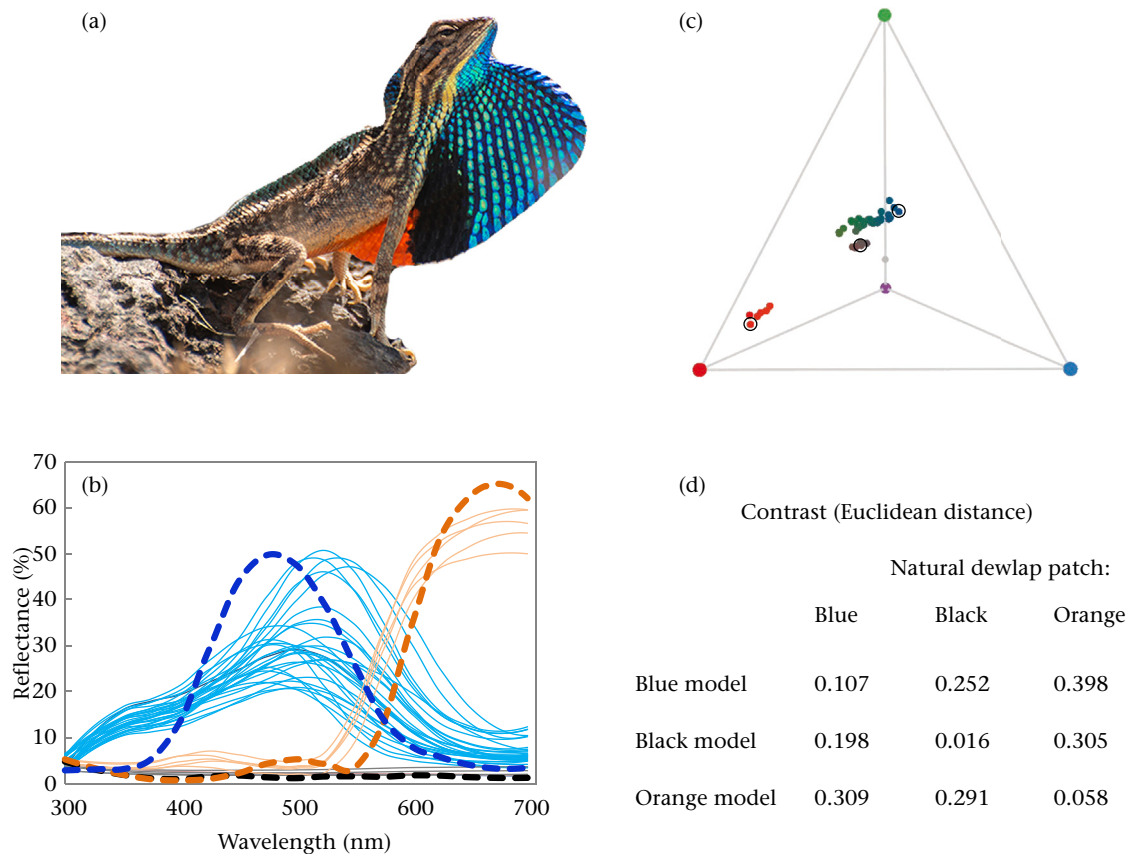 (a)
(c)
(b)
70
60
50
40
30
20
10
0
Reflectance (%)
300
400
500
600
700
Wavelength (nm)
(d)
Contrast (Euclidean distance)
Natural dewlap patch:
Blue Black Orange
Blue model 0.107 0.252 0.398
Black model 0.198 0.016 0.305
Orange model 0.309 0.291 0.058